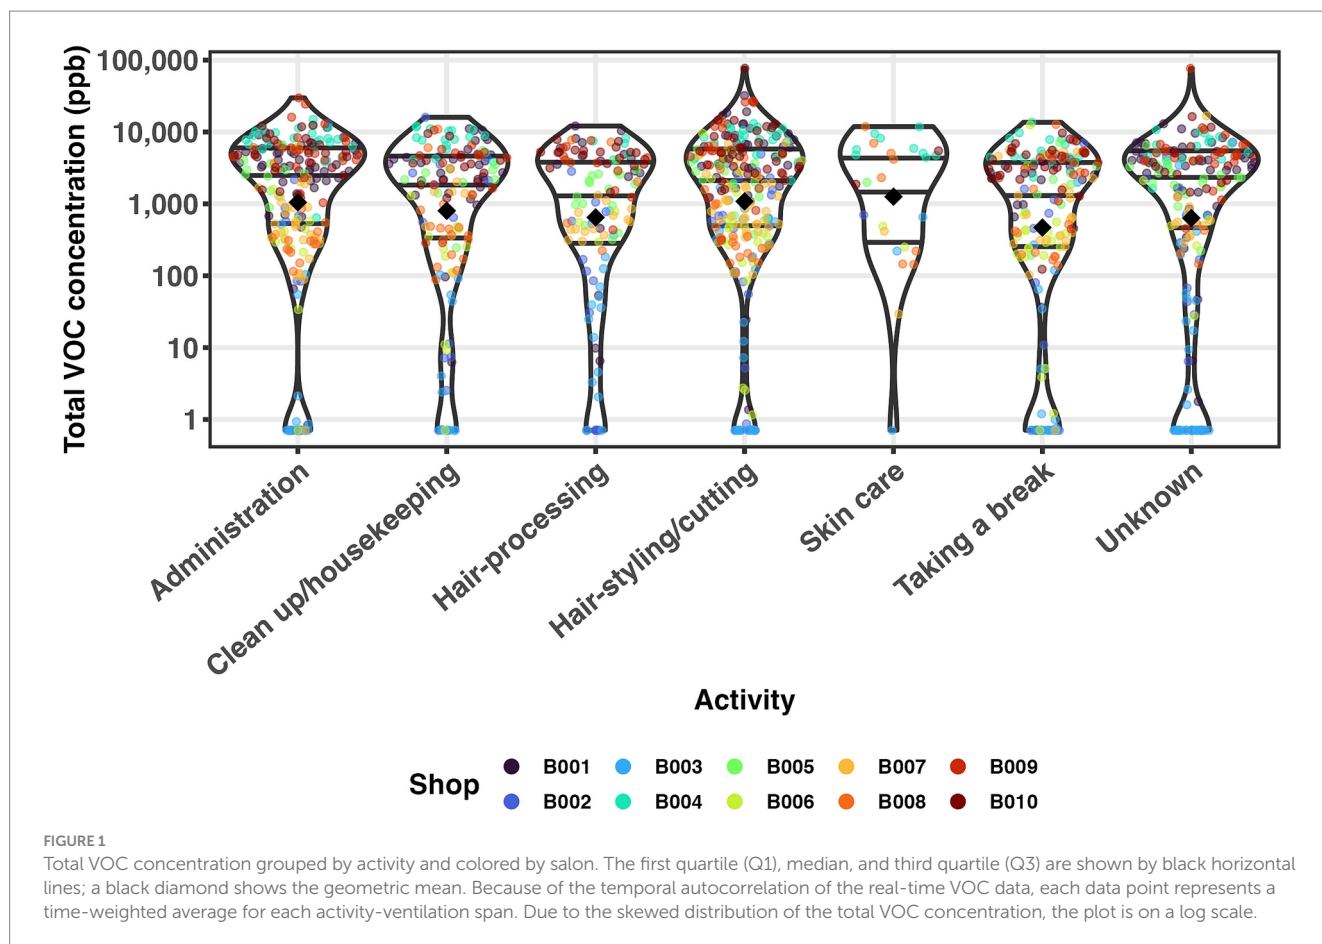 Total VOC concentration (ppb)
100,000
10,000
1,000
100
10
1
Administration
Clean up/housekeeping
Hair-processing
Hair-styling/cutting
Skin care
Taking a break
Unknown
Activity
Shop
B001 B003 B005 B007 B009
B002 B004 B006 B008 B010
FIGURE 1
Total VOC concentration grouped by activity and colored by salon. The first quartile (Q1), median, and third quartile (Q3) are shown by black horizontal
lines; a black diamond shows the geometric mean. Because of the temporal autocorrelation of the real-time VOC data, each data point represents a
time-weighted average for each activity-ventilation span. Due to the skewed distribution of the total VOC concentration, the plot is on a log scale.